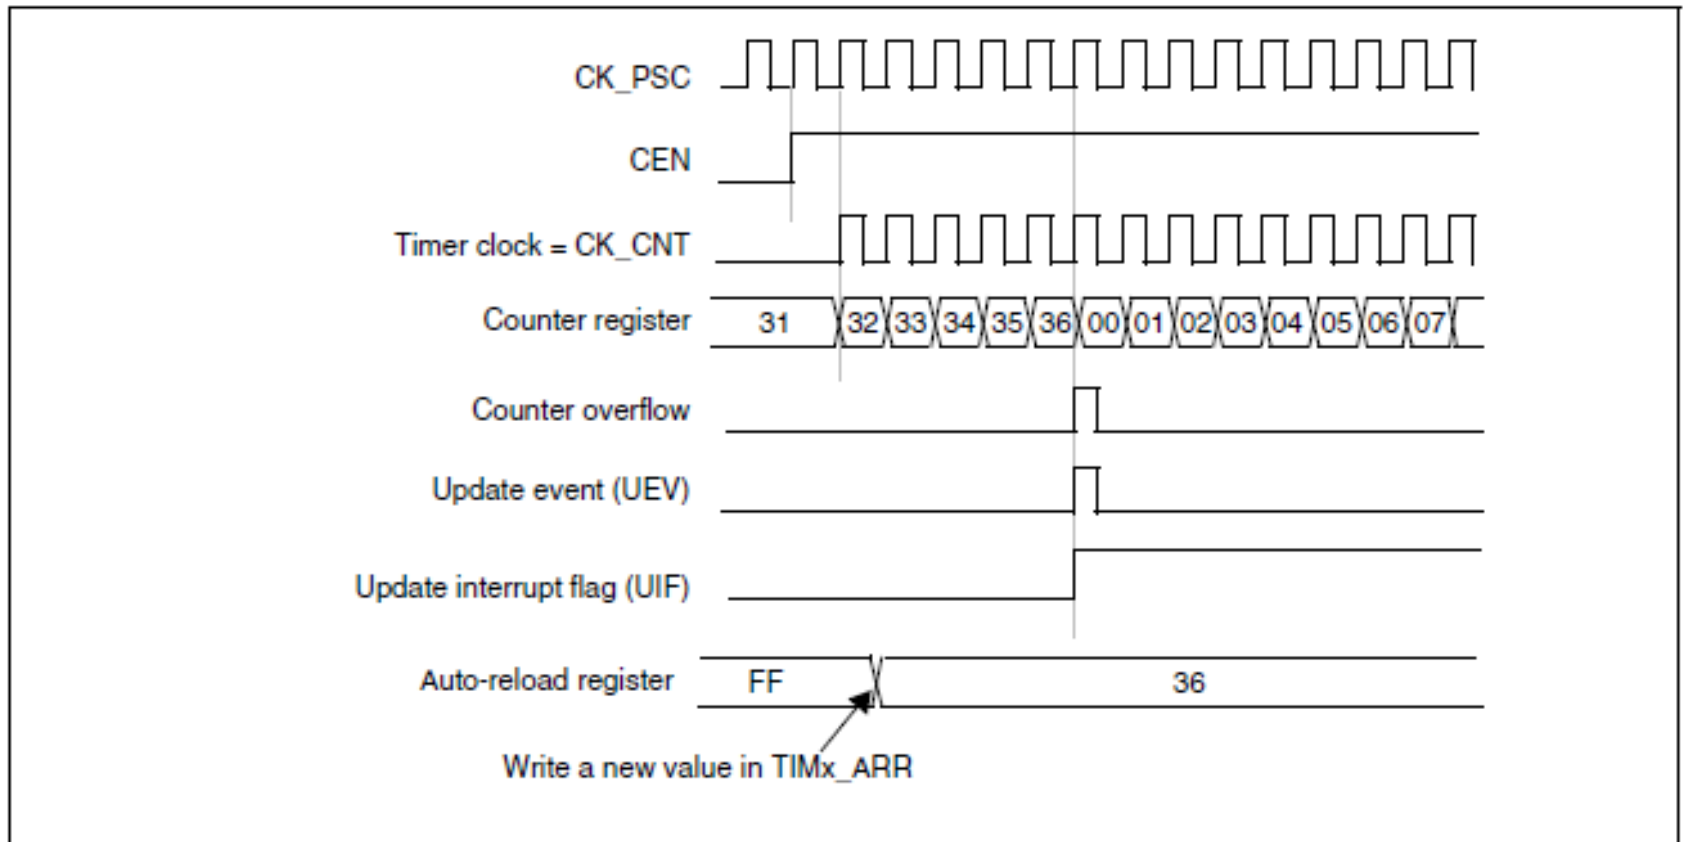 CK_PSC
CEN
Timer clock = CK_CNT
Counter register 31 32 33 34 35 36 00 01 02 03 04 05 06 07
Counter overflow
Update event (UEV)
Update interrupt flag (UIF)
Auto-reload register FF 36
Write a new value in TIMx_ARR